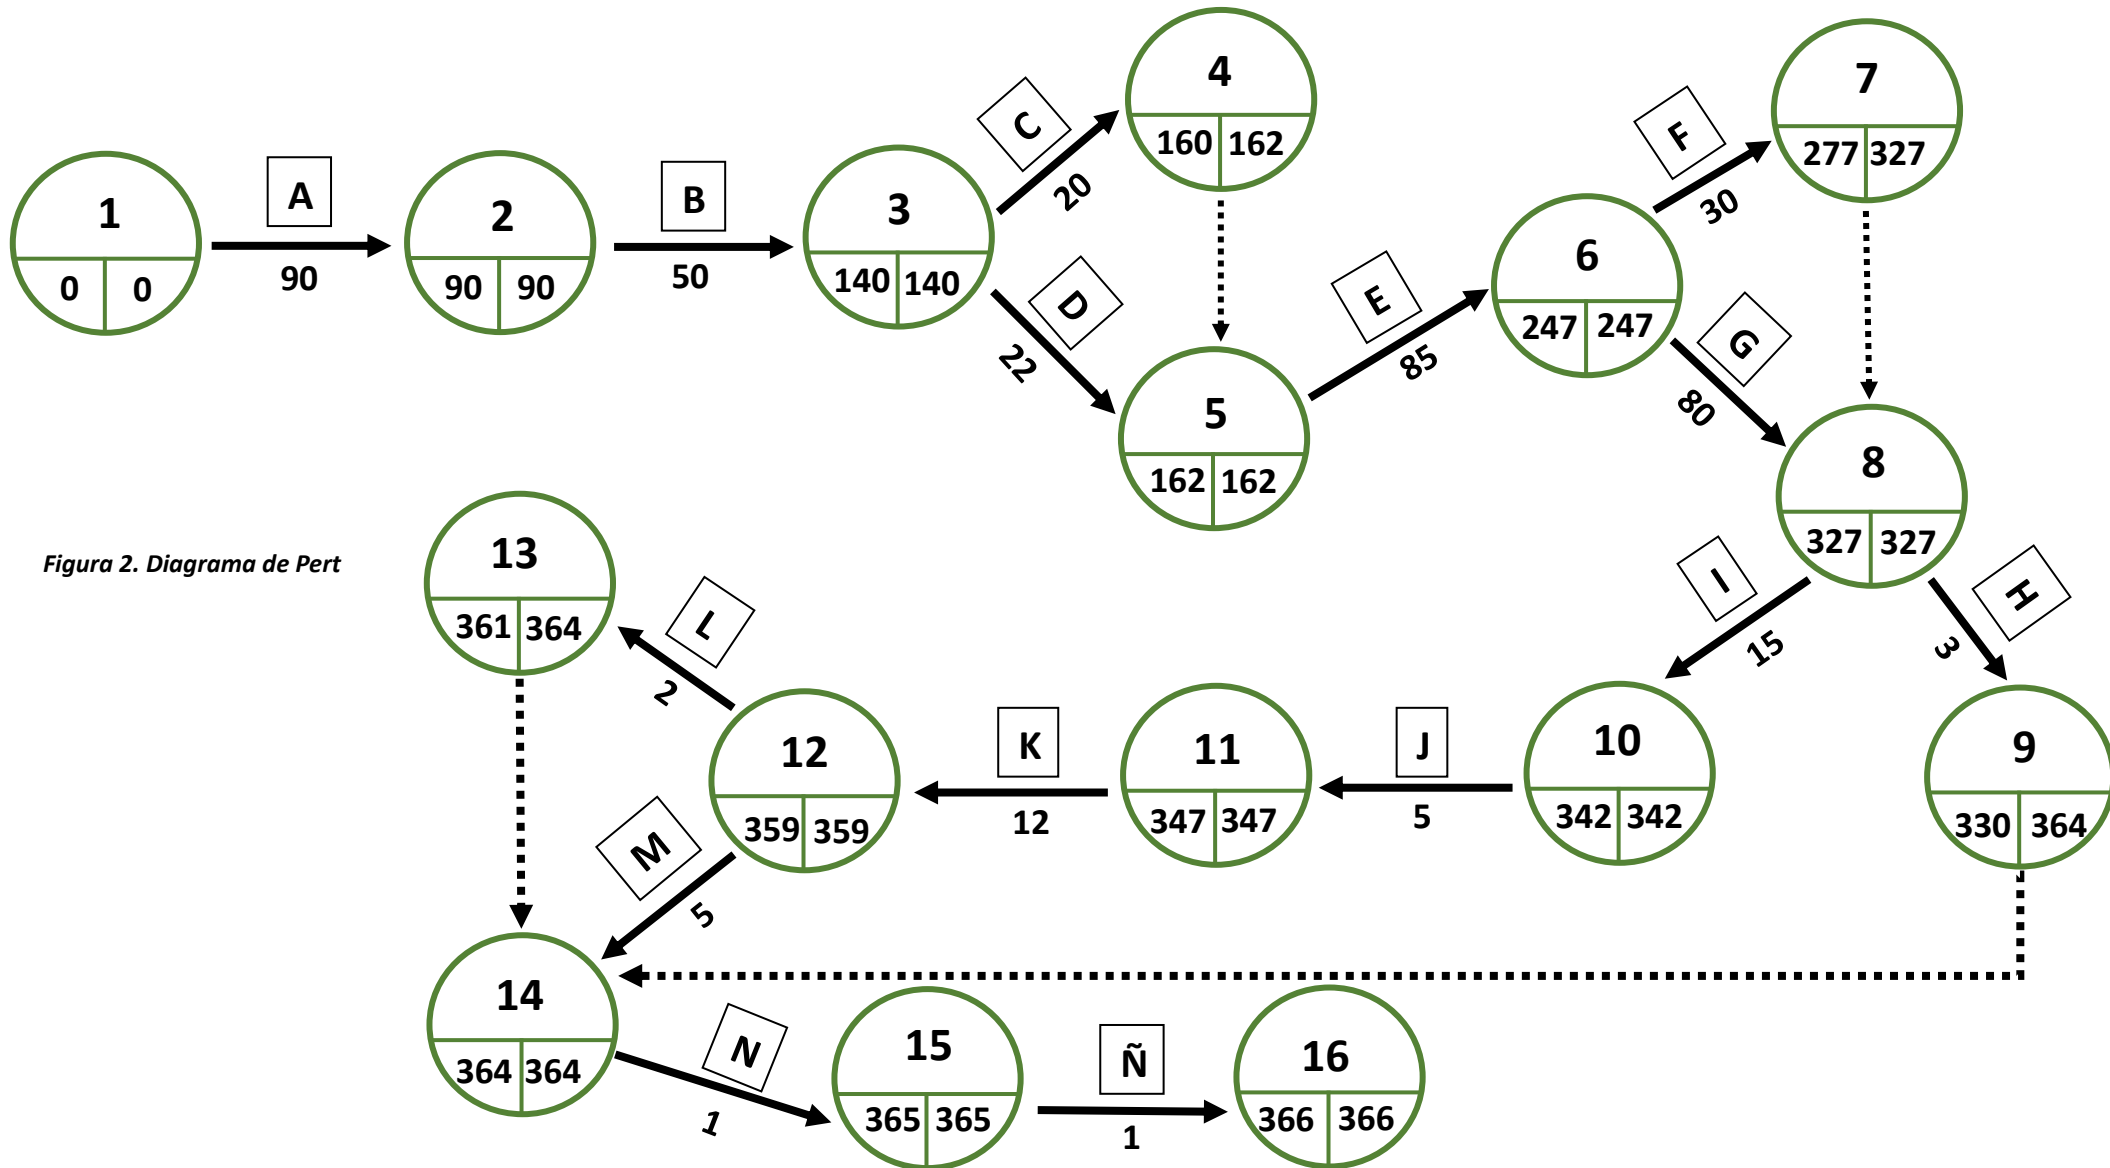 1
0 0
A
90
2
90 90
B
50
3
140 140
C
20
4
160 162
D
22
5
162 162
E
85
6
247 247
F
30
7
277 327
G
80
8
327 327
H
3
9
330 364
I
15
10
342 342
J
5
11
347 347
K
12
12
359 359
L
2
13
361 364
M
5
14
364 364
N
1
15
365 365
Ñ
1
16
366 366
Figura 2. Diagrama de Pert